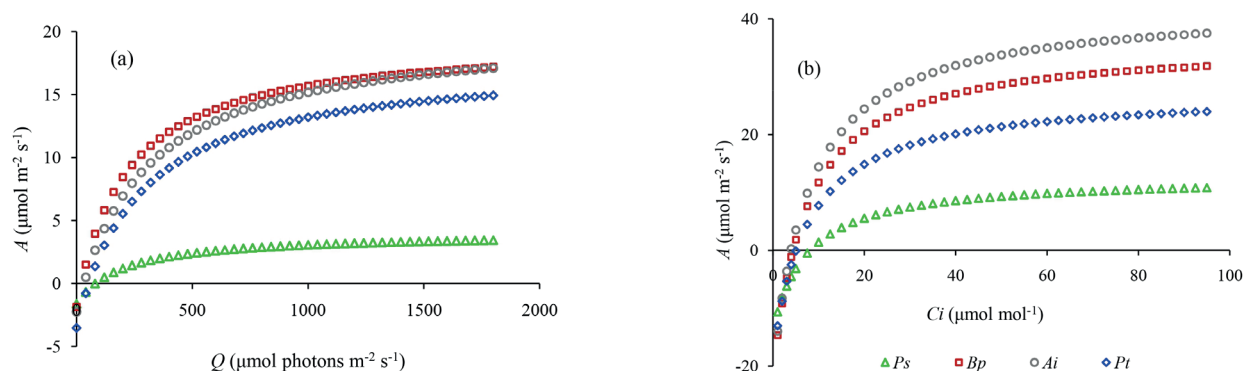 (a)
20
15
10
5
0
-5
0 500 1000 1500 2000
A (μmol m⁻² s⁻¹)
Q (μmol photons m⁻² s⁻¹)
(b)
40
20
0
-20
0 20 40 60 80 100
A (μmol m⁻² s⁻¹)
Ci (μmol mol⁻¹)
Ps Bp Ai Pt